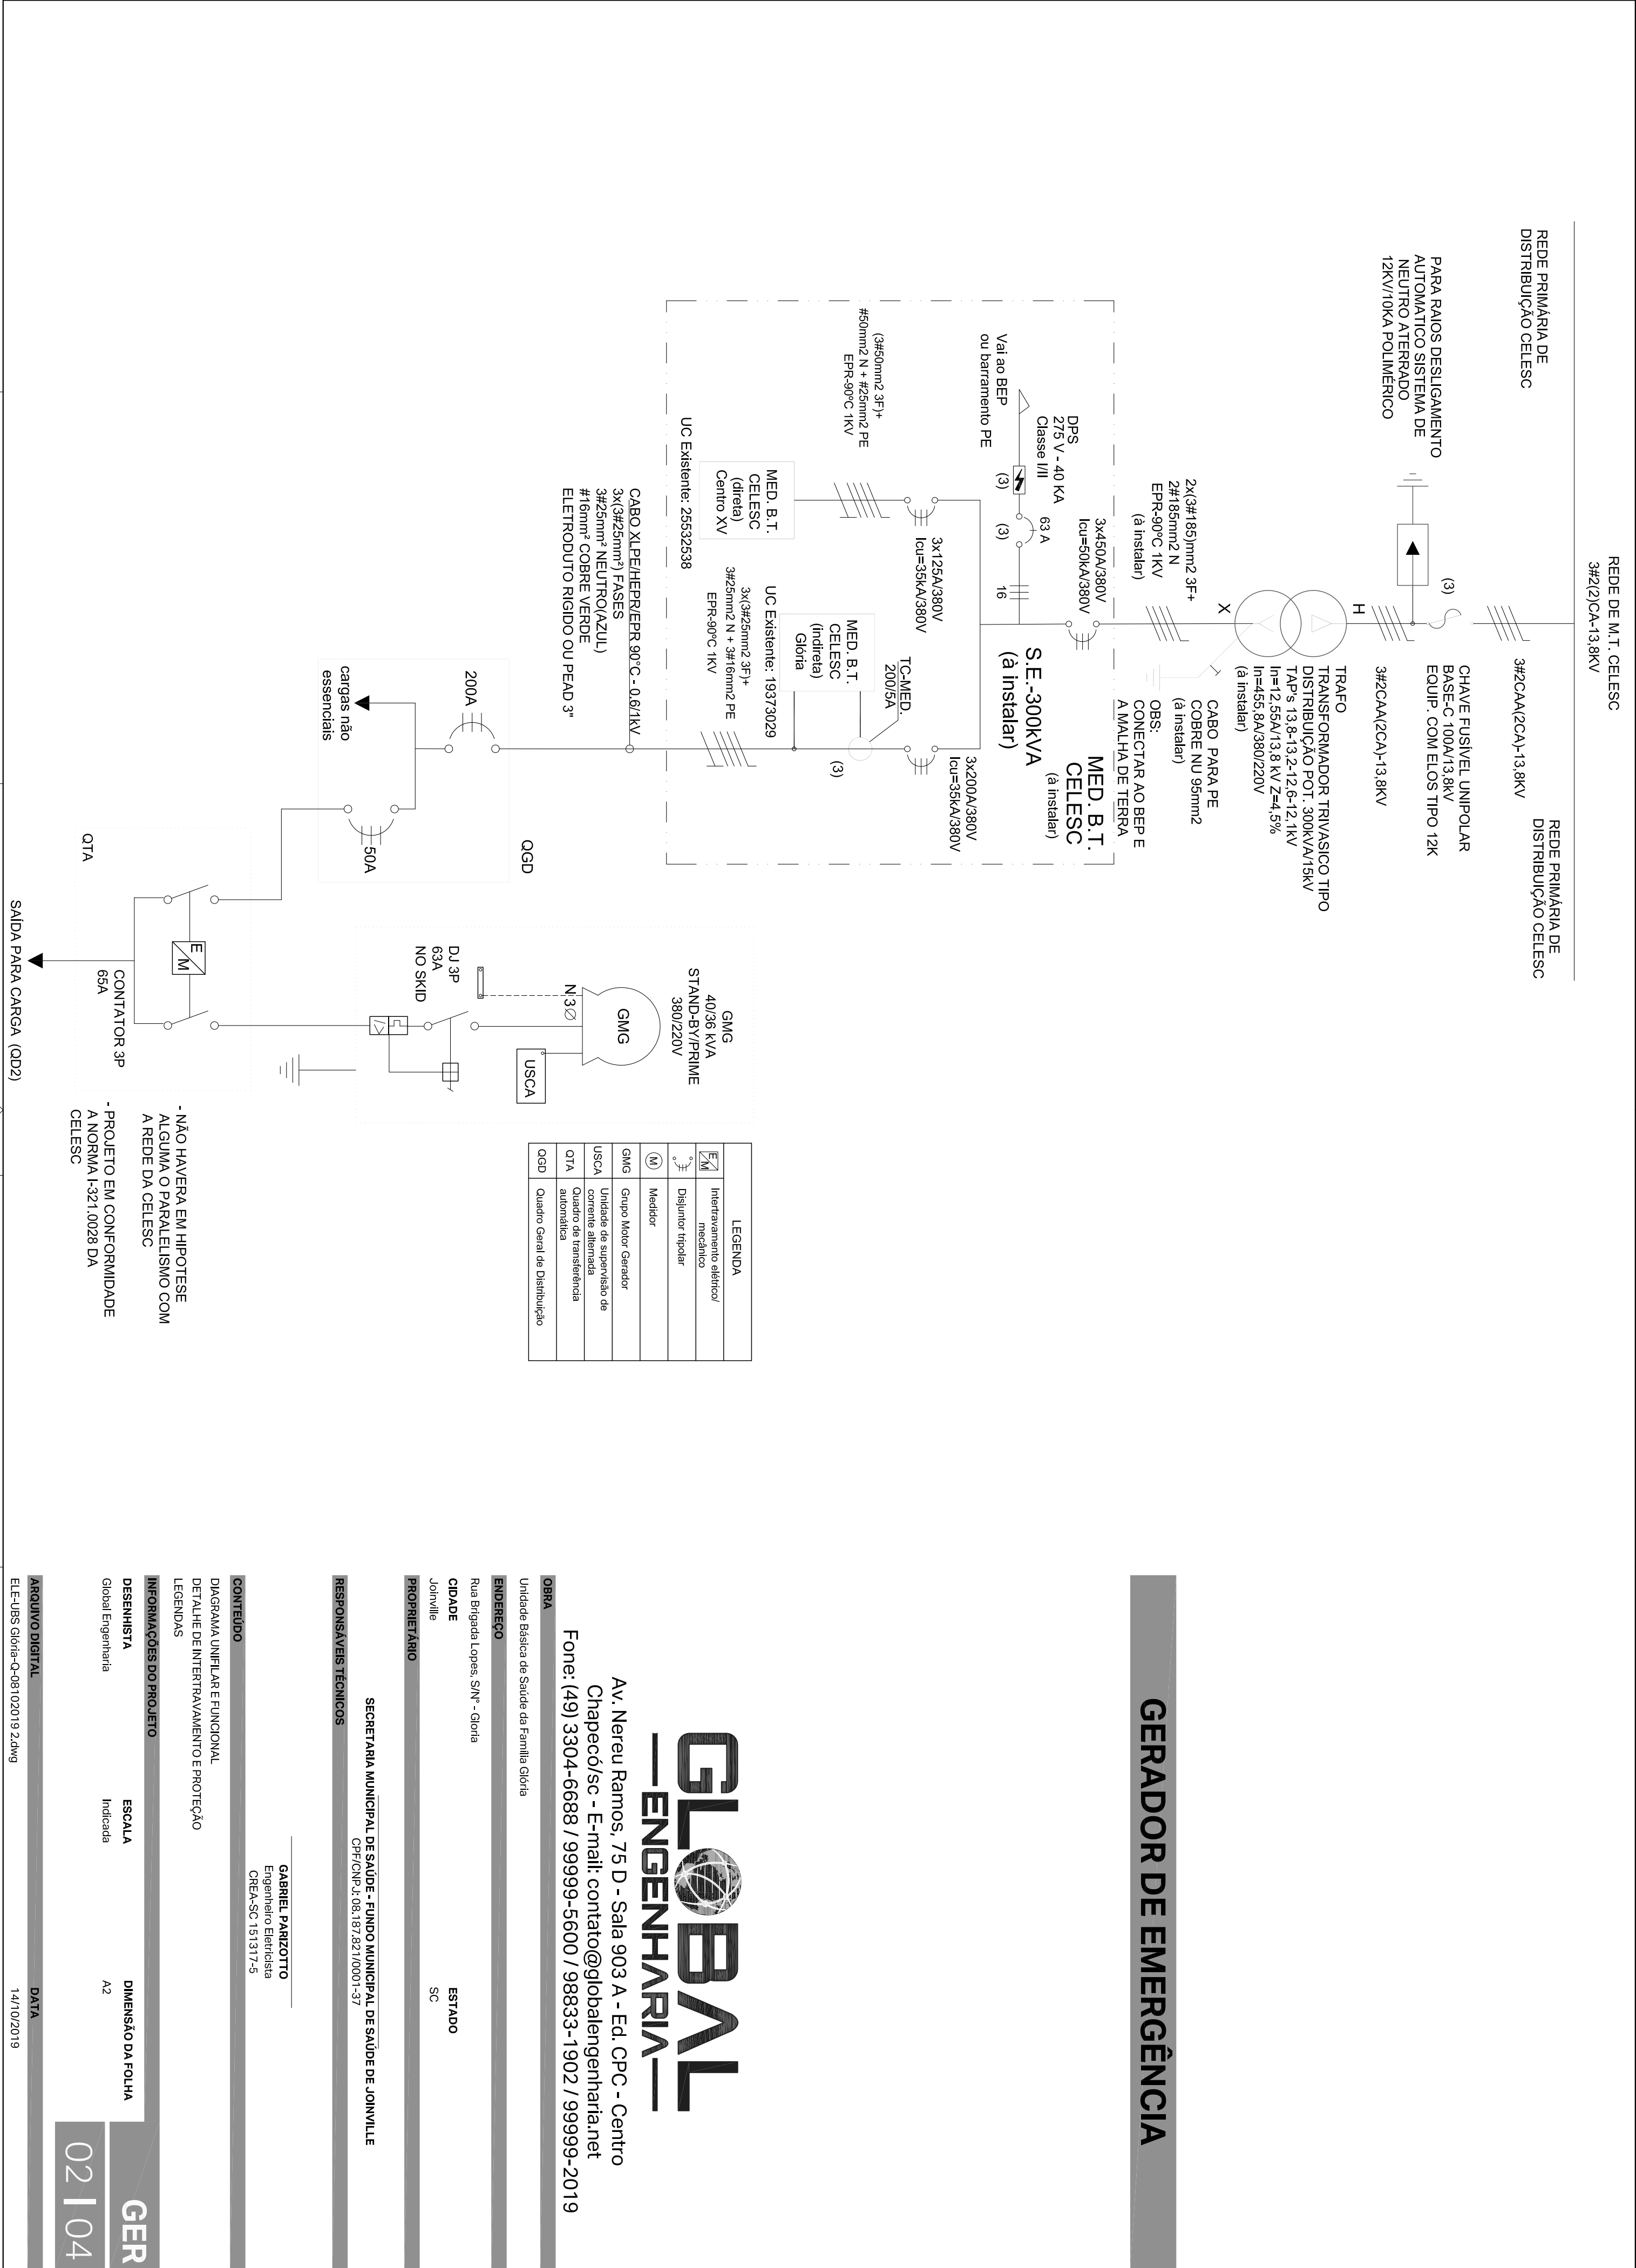 REDE DE M.T. CELESC
3#2(2)CA-13,8KV
REDE PRIMÁRIA DE
DISTRIBUIÇÃO CELESC
REDE PRIMÁRIA DE
DISTRIBUIÇÃO CELESC
3#2CAA(2CA)-13,8KV
CHAVE FUSÍVEL UNIPOLAR
BASE-C 100A/13,8kV
EQUIP. COM ELOS TIPO 12K
(3)
PARA RAIOS DESLIGAMENTO
AUTOMATICO SISTEMA DE
NEUTRO ATERRADO
12KV/10KA POLIMÉRICO
3#2CAA(2CA)-13,8KV
H
X
TRAFO
TRANSFORMADOR TRIVASICO TIPO
DISTRIBUIÇÃO POT. 300kVA/15kV
TAP's 13,8-13,2-12,6-12,1kV
In=12,55A/13,8 kV Z=4,5%
In=455,8A/380/220V
(à instalar)
CABO PARA PE
COBRE NU 95mm2
(à instalar)
OBS:
CONECTAR AO BEP E
A MALHA DE TERRA
2x(3#185)mm2 3F+
2#185mm2 N
EPR-90ºC 1KV
(à instalar)
3x450A/380V
Icu=50kA/380V
MED. B.T.
CELESC
(à instalar)
S.E.-300kVA
(à instalar)
DPS
275 V - 40 KA
Classe I/II
(3)
63 A
(3)
16
Vai ao BEP
ou barramento PE
3x125A/380V
Icu=35kA/380V
3x200A/380V
Icu=35kA/380V
(3#50mm2 3F)+
#50mm2 N + #25mm2 PE
EPR-90ºC 1KV
TC-MED.
200/5A
(3)
MED. B.T.
CELESC
(indireta)
Glória
MED. B.T.
CELESC
(direta)
Centro XV
UC Existente: 19373029
UC Existente: 25532538
3x(3#25mm2 3F)+
3#25mm2 N + 3#16mm2 PE
EPR-90ºC 1KV
CABO XLPE/HEPR/EPR 90°C - 0.6/1kV
3x(3#25mm²) FASES
3#25mm² NEUTRO(AZUL)
#16mm² COBRE VERDE
ELETRODUTO RIGIDO OU PEAD 3"
QGD
200A
50A
cargas não
essenciais
QTA
E
M
CONTATOR 3P
65A
SAÍDA PARA CARGA (QD2)
GMG
40/36 kVA
STAND-BY/PRIME
380/220V
GMG
N 3∅
USCA
DJ 3P
63A
NO SKID
- NÃO HAVERA EM HIPOTESE
ALGUMA O PARALELISMO COM
A REDE DA CELESC
- PROJETO EM CONFORMIDADE
A NORMA I-321.0028 DA
CELESC
LEGENDA
E M Intertravamento elétrico/
mecânico
Disjuntor tripolar
M Medidor
GMG Grupo Motor Gerador
USCA Unidade de supervisão de
corrente alternada
QTA Quadro de transferência
automática
QGD Quadro Geral de Distribuição
GERADOR DE EMERGÊNCIA
GLOBAL
ENGENHARIA
Av. Nereu Ramos, 75 D - Sala 903 A - Ed. CPC - Centro
Chapecó/sc - E-mail: contato@globalengenharia.net
Fone: (49) 3304-6688 / 99999-5600 / 98833-1902 / 99999-2019
OBRA
Unidade Básica de Saúde da Família Glória
ENDEREÇO
Rua Brigada Lopes, S/Nº - Gloria
CIDADE ESTADO
Joinville SC
PROPRIETÁRIO
SECRETARIA MUNICIPAL DE SAÚDE - FUNDO MUNICIPAL DE SAÚDE DE JOINVILLE
CPF/CNPJ: 08.187.821/0001-37
RESPONSÁVEIS TÉCNICOS
GABRIEL PARIZOTTO
Engenheiro Eletricista
CREA-SC 151317-5
CONTEÚDO
DIAGRAMA UNIFILAR E FUNCIONAL
DETALHE DE INTERTRAVAMENTO E PROTEÇÃO
LEGENDAS
INFORMAÇÕES DO PROJETO
DESENHISTA ESCALA DIMENSÃO DA FOLHA
Global Engenharia Indicada A2
GER
02 | 04
ARQUIVO DIGITAL DATA
ELE-UBS Glória-Q-08102019 2.dwg 14/10/2019